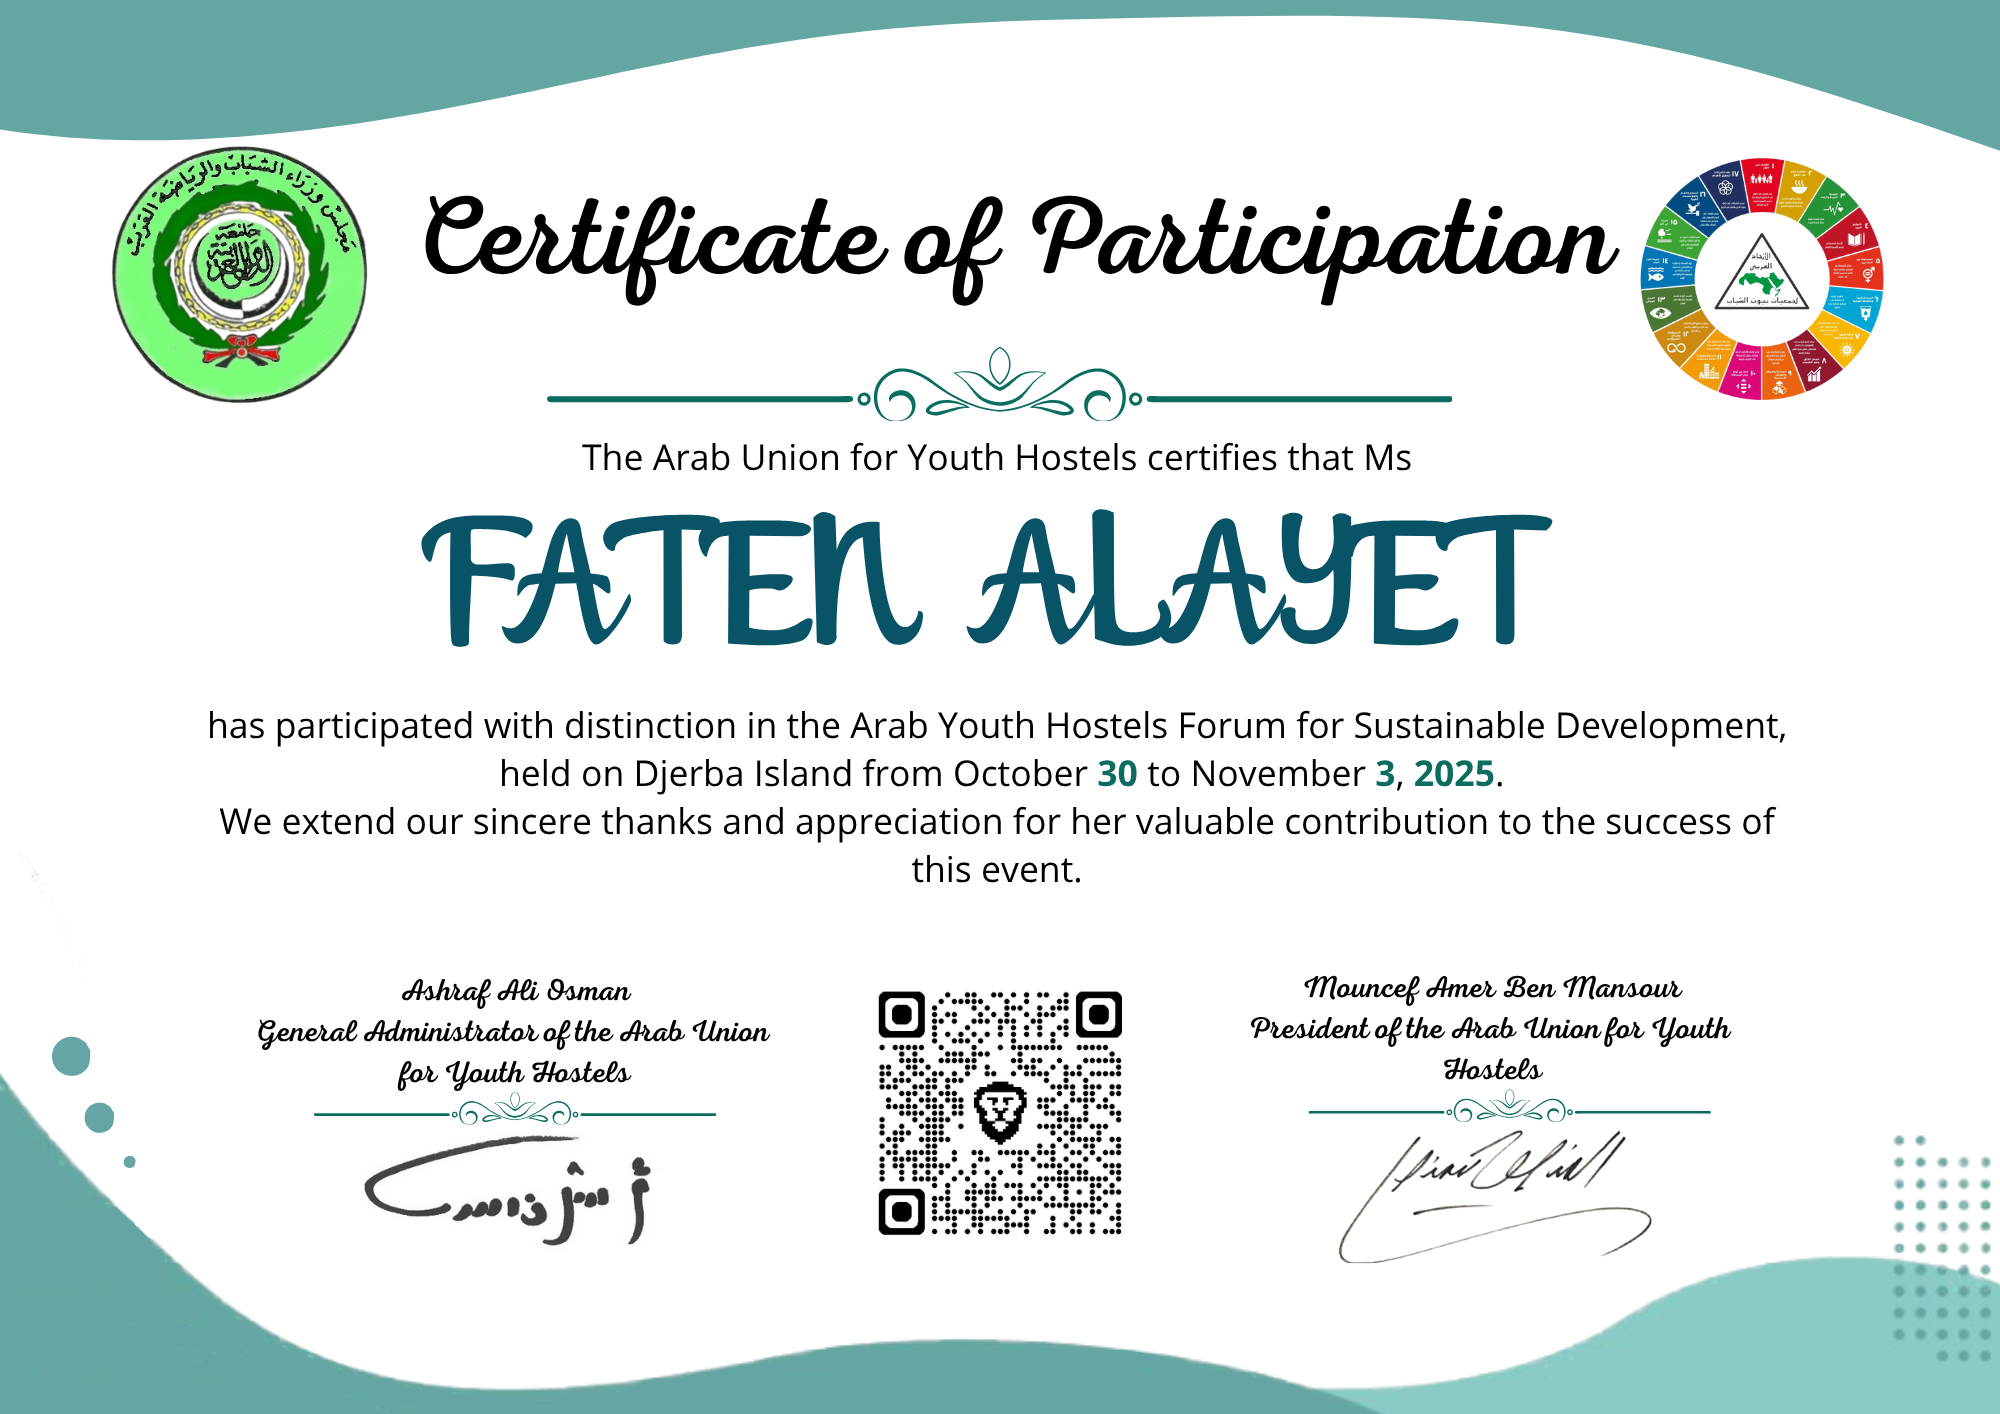 مجلس وزراء الشباب والرياضة العرب
جامعة
الدول العربية
Certificate of Participation
الاتحاد
العربي
لجمعيات بيوت الشباب
The Arab Union for Youth Hostels certifies that Ms
FATEN ALAYET
has participated with distinction in the Arab Youth Hostels Forum for Sustainable Development,
held on Djerba Island from October 30 to November 3, 2025.
We extend our sincere thanks and appreciation for her valuable contribution to the success of
this event.
Ashraf Ali Osman
General Administrator of the Arab Union
for Youth Hostels
Mouncef Amer Ben Mansour
President of the Arab Union for Youth
Hostels